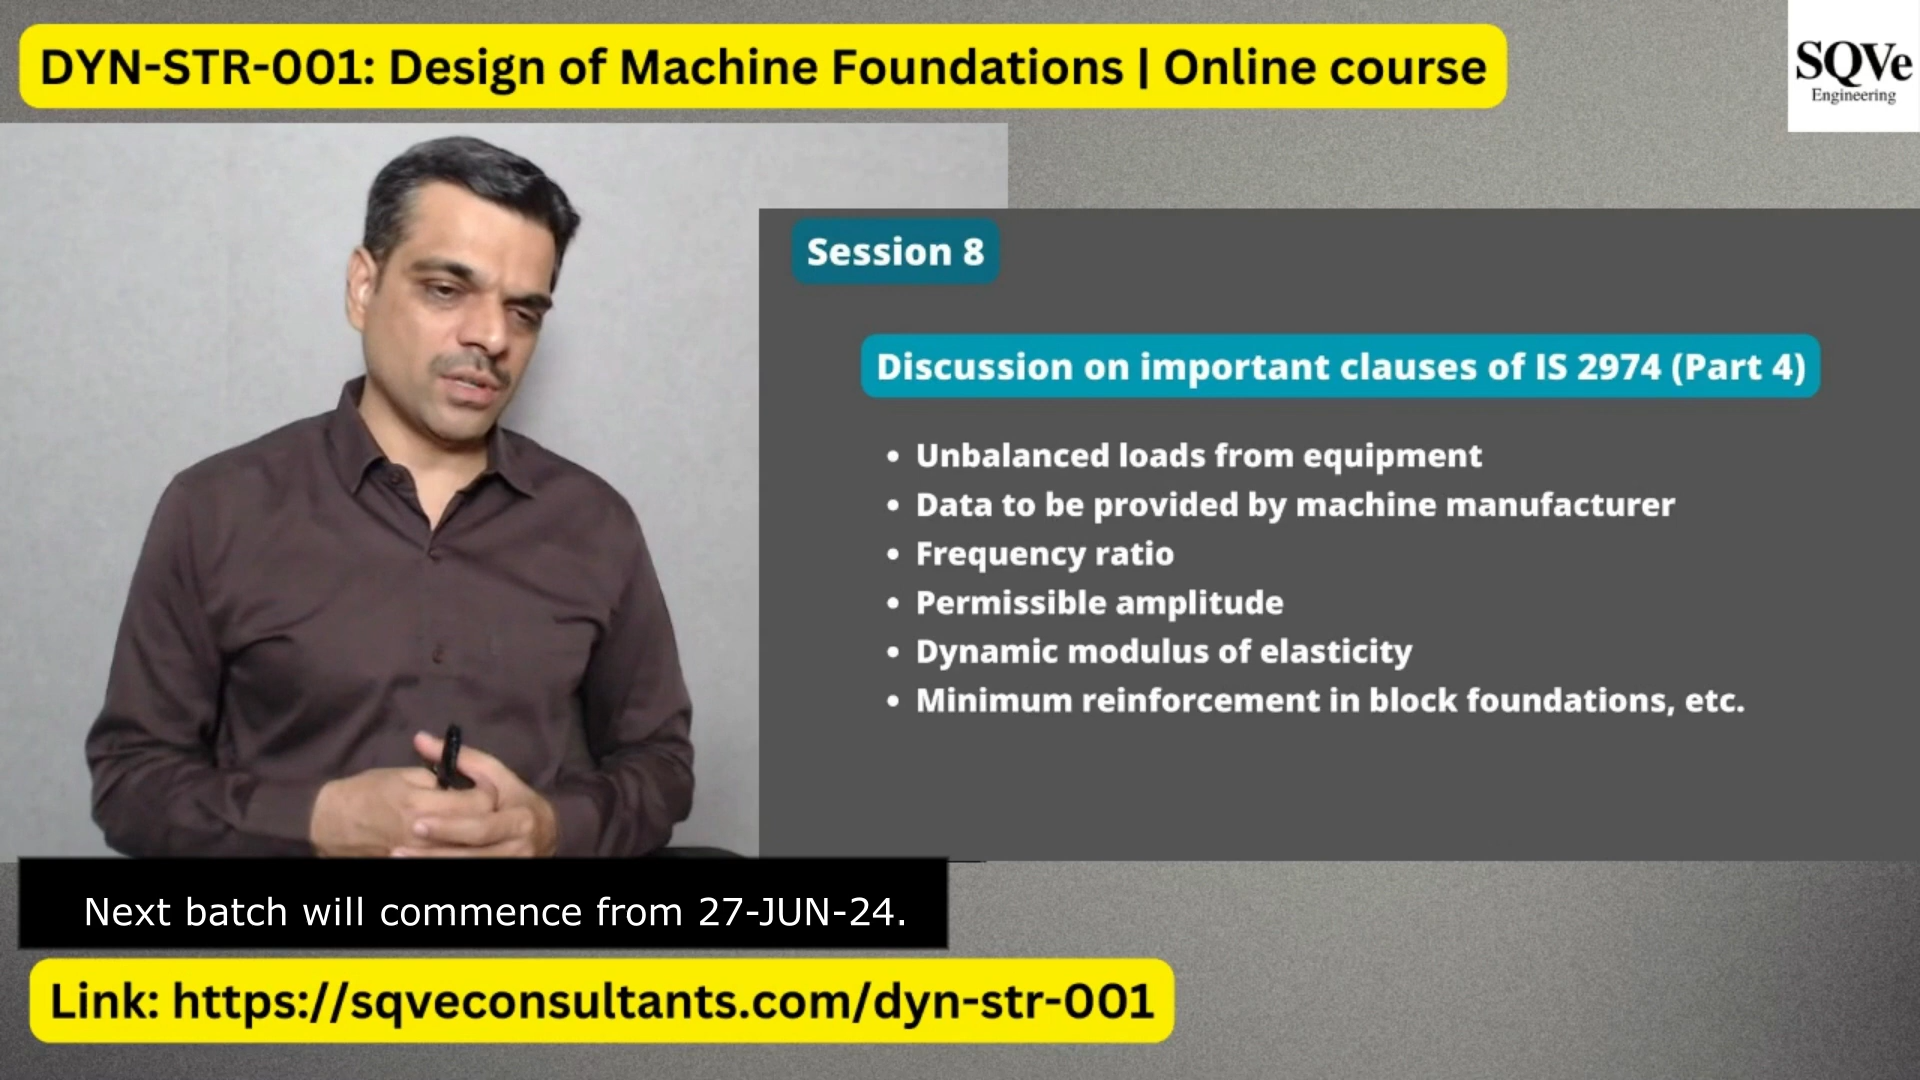 DYN-STR-001: Design of Machine Foundations | Online course
SQVe
Engineering
Session 8
Discussion on important clauses of IS 2974 (Part 4)
• Unbalanced loads from equipment
• Data to be provided by machine manufacturer
• Frequency ratio
• Permissible amplitude
• Dynamic modulus of elasticity
• Minimum reinforcement in block foundations, etc.
Next batch will commence from 27-JUN-24.
Link: https://sqveconsultants.com/dyn-str-001